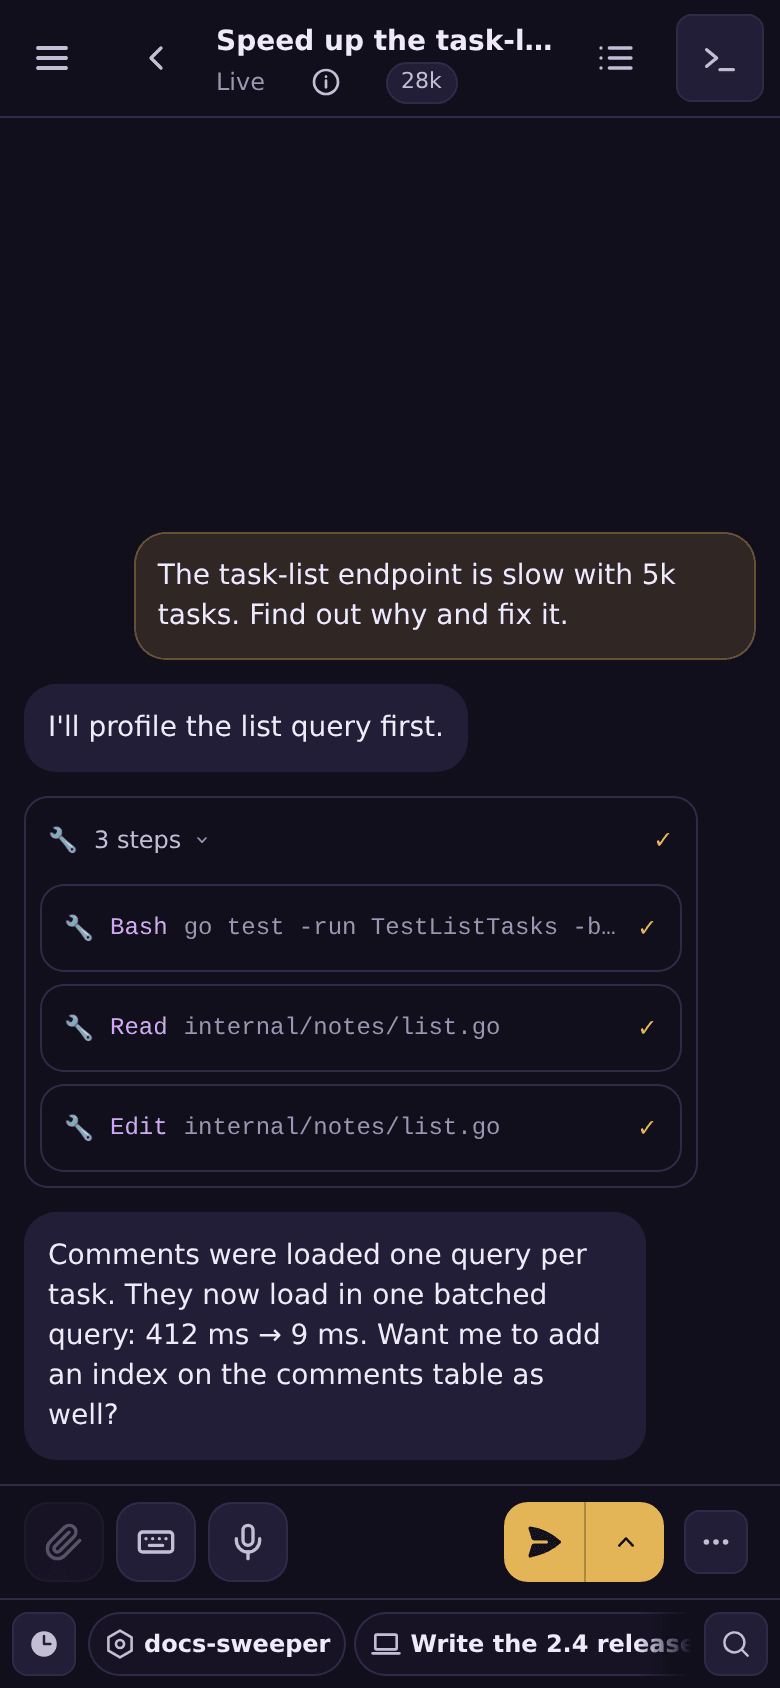 Speed up the task-l…
Live
28k
The task-list endpoint is slow with 5k
tasks. Find out why and fix it.
I'll profile the list query first.
3 steps
Bash go test -run TestListTasks -b…
Read internal/notes/list.go
Edit internal/notes/list.go
Comments were loaded one query per
task. They now load in one batched
query: 412 ms → 9 ms. Want me to add
an index on the comments table as
well?
docs-sweeper
Write the 2.4 release